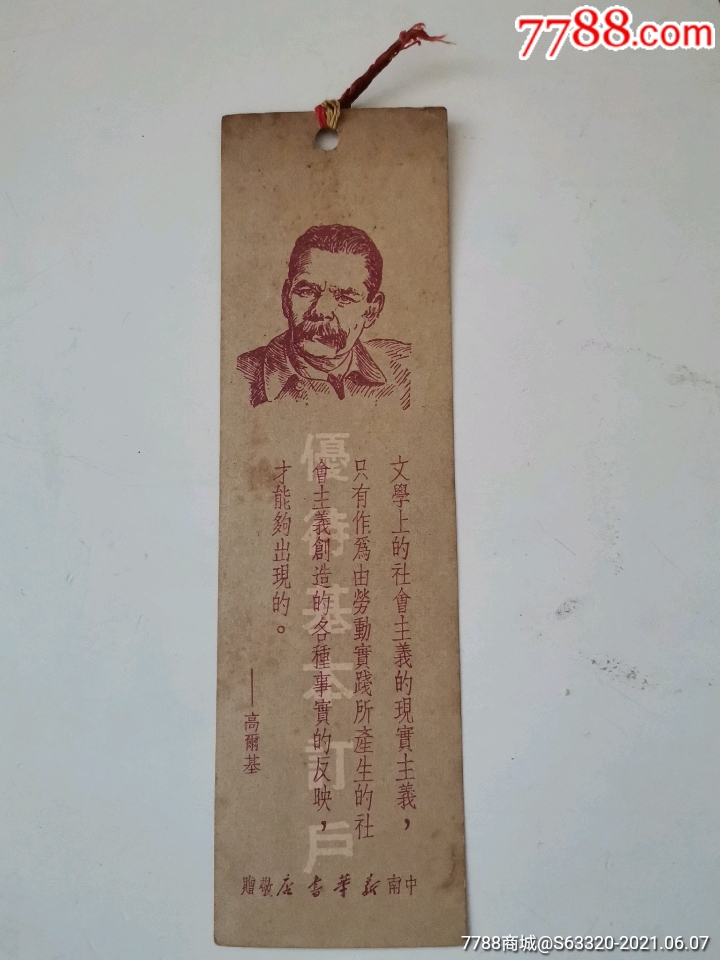 7788.com
文學上的社會主義的現實主義，
只有作爲由勞動實踐所產生的社
會主義創造的各種事實的反映，
才能夠出現的。
——高爾基
優待基本訂戶
中南新華書店敬贈
7788商城@S63320-2021.06.07